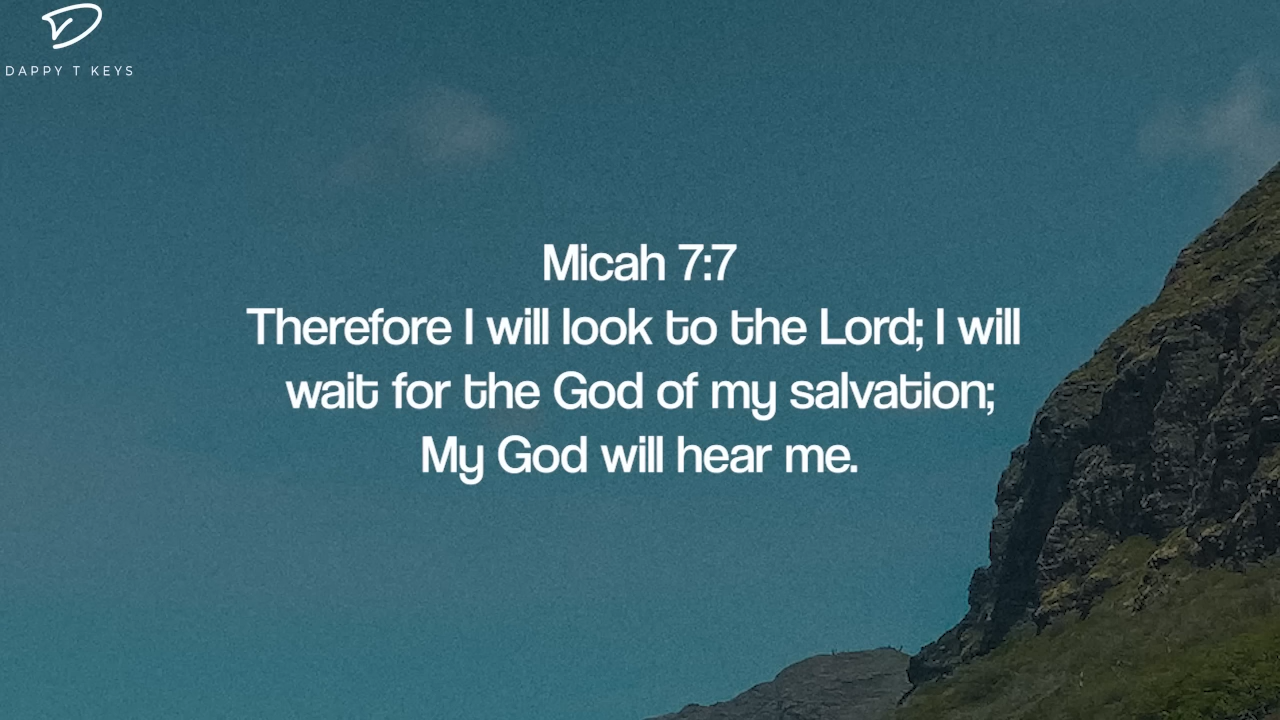 DAPPY T KEYS
Micah 7:7
Therefore I will look to the Lord; I will
wait for the God of my salvation;
My God will hear me.